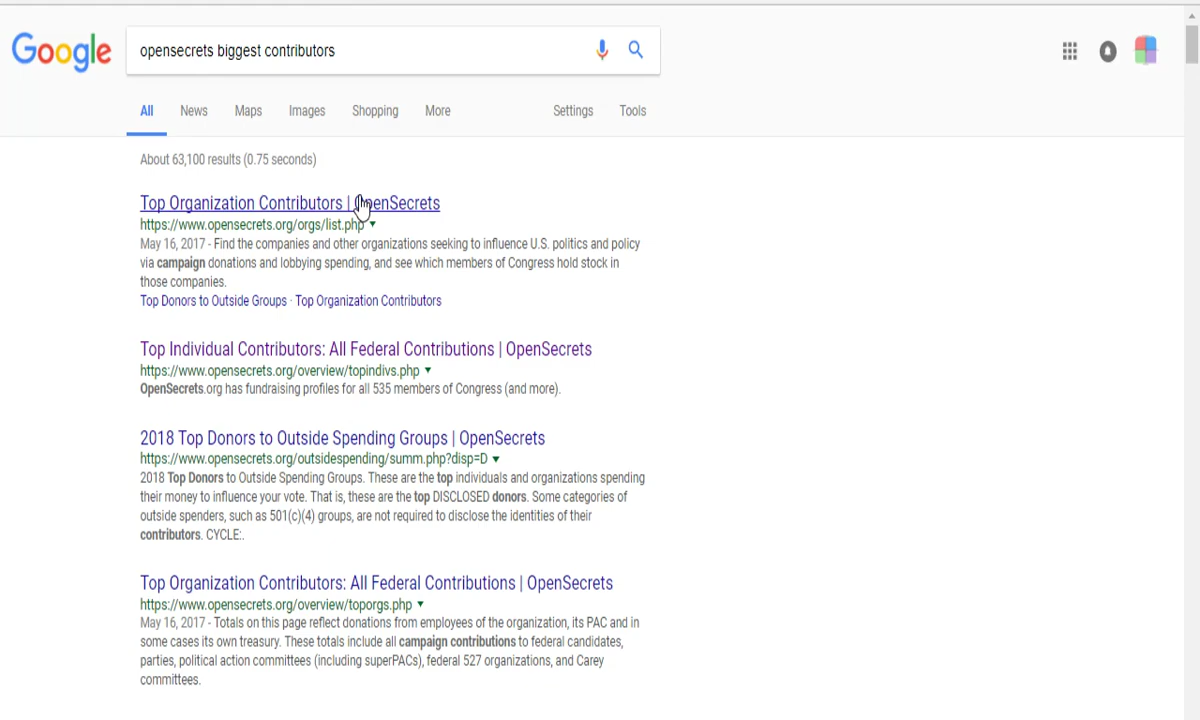 Google
opensecrets biggest contributors
All News Maps Images Shopping More Settings Tools
About 63,100 results (0.75 seconds)
Top Organization Contributors | OpenSecrets
https://www.opensecrets.org/orgs/list.php
May 16, 2017 - Find the companies and other organizations seeking to influence U.S. politics and policy
via campaign donations and lobbying spending, and see which members of Congress hold stock in
those companies.
Top Donors to Outside Groups · Top Organization Contributors
Top Individual Contributors: All Federal Contributions | OpenSecrets
https://www.opensecrets.org/overview/topindivs.php
OpenSecrets.org has fundraising profiles for all 535 members of Congress (and more).
2018 Top Donors to Outside Spending Groups | OpenSecrets
https://www.opensecrets.org/outsidespending/summ.php?disp=D
2018 Top Donors to Outside Spending Groups. These are the top individuals and organizations spending
their money to influence your vote. That is, these are the top DISCLOSED donors. Some categories of
outside spenders, such as 501(c)(4) groups, are not required to disclose the identities of their
contributors. CYCLE:.
Top Organization Contributors: All Federal Contributions | OpenSecrets
https://www.opensecrets.org/overview/toporgs.php
May 16, 2017 - Totals on this page reflect donations from employees of the organization, its PAC and in
some cases its own treasury. These totals include all campaign contributions to federal candidates,
parties, political action committees (including superPACs), federal 527 organizations, and Carey
committees.